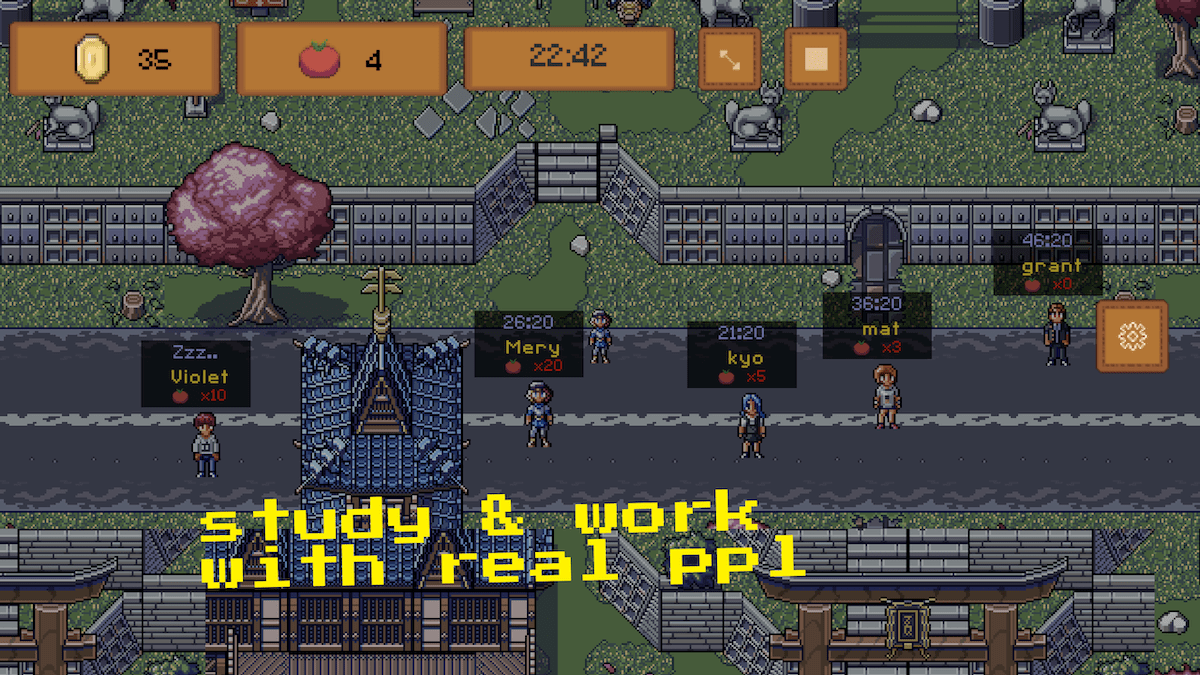 35
4
22:42
46:20
grant
x0
36:20
mat
x3
26:20
Mery
x20
21:20
kyo
x5
Zzz..
Violet
x10
study & work
with real ppl